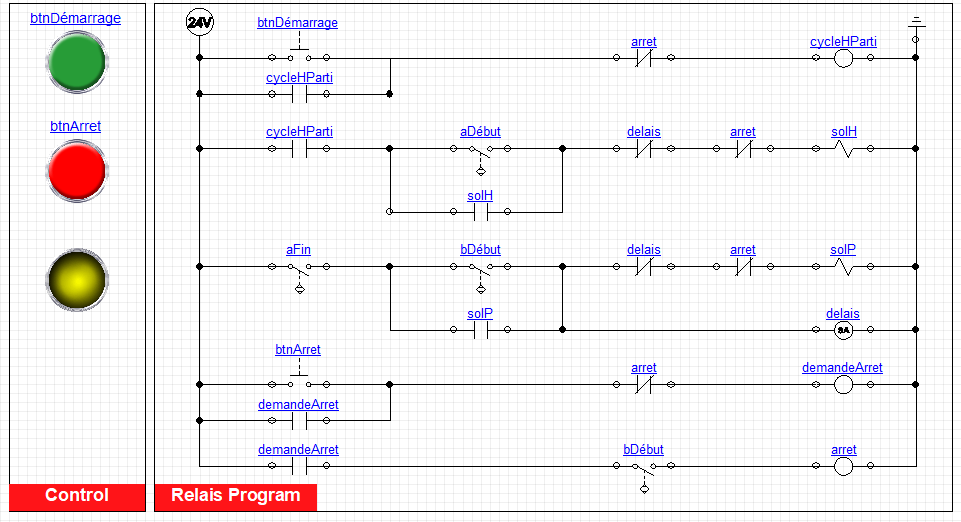 btnDémarrage
btnArret
Control
24V
btnDémarrage
arret
cycleHParti
cycleHParti
cycleHParti
aDébut
delais
arret
solH
solH
aFin
bDébut
delais
arret
solP
solP
delais
SA
btnArret
arret
demandeArret
demandeArret
demandeArret
bDébut
arret
Relais Program